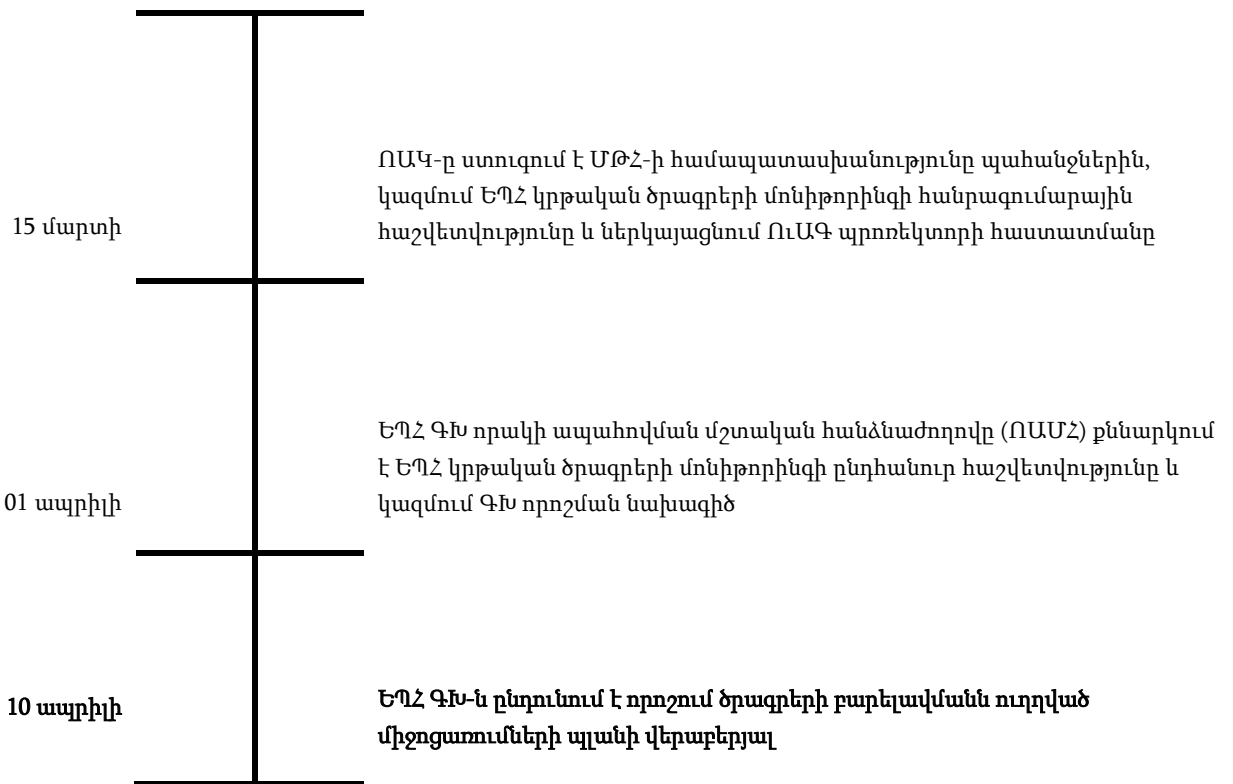 ՈԱԿ-ը ստուգում է ՄԹՀ-ի համապատասխանությունը պահանջներին,
կազմում ԵՊՀ կրթական ծրագրերի մոնիթորինգի հանրագումարային
15 մարտի
հաշվետվությունը և ներկայացնում ՈւԱԳ պրոռեկտորի հաստատմանը
ԵՊՀ ԳԽ որակի ապահովման մշտական հանձնաժողովը (ՈԱՄՀ) քննարկում
է ԵՊՀ կրթական ծրագրերի մոնիթորինգի ընդհանուր հաշվետվությունը և
01 ապրիլի
կազմում ԳԽ որոշման նախագիծ
10 ապրիլի
ԵՊՀ ԳԽ-ն ընդունում է որոշում ծրագրերի բարելավմանն ուղղված
միջոցառումների պլանի վերաբերյալ